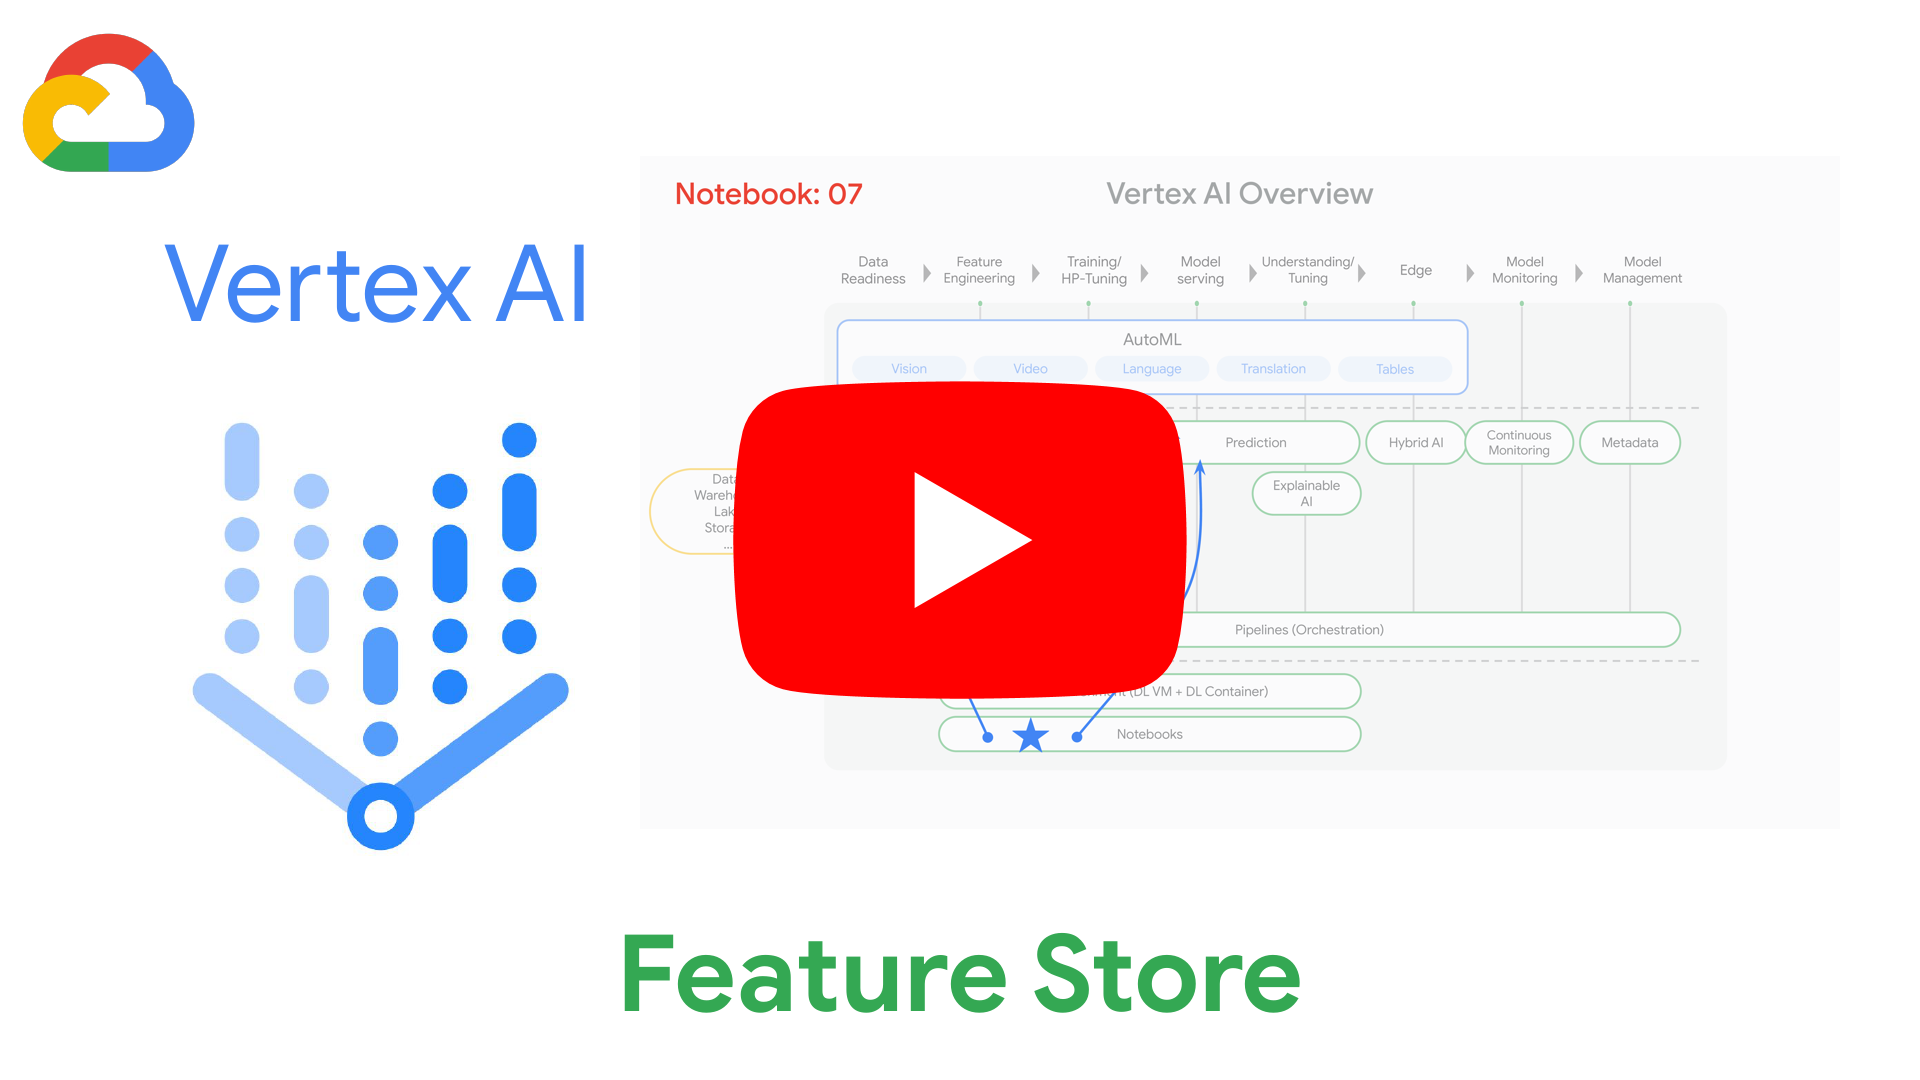 Notebook: 07
Vertex AI Overview
Vertex AI
Data
Readiness
Feature
Engineering
Training/
HP-Tuning
Model
serving
Understanding/
Tuning
Edge
Model
Monitoring
Model
Management
AutoML
Vision
Video
Language
Translation
Tables
Prediction
Hybrid AI
Continuous
Monitoring
Metadata
Explainable
AI
Data
...
Pipelines (Orchestration)
(DL VM + DL Container)
Notebooks
Feature Store